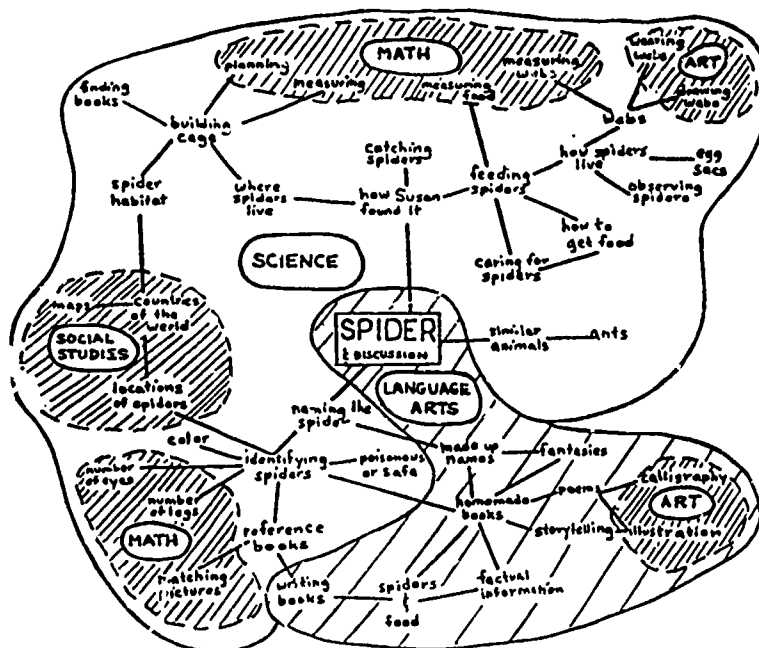 MATH
planning
measuring
measuring
food
measuring
webs
weaving
webs
ART
drawing
webs
finding
books
building
cage
catching
spiders
webs
how spiders
live
egg
sacs
observing
spiders
spider
habitat
where
spiders
live
how Susan
found it
feeding
spiders
how to
get food
caring for
spiders
SCIENCE
maps
countries
of the
world
SOCIAL
STUDIES
locations
of spiders
SPIDER
& DISCUSSION
similar
animals
ants
LANGUAGE
ARTS
naming the
spider
color
number
of eyes
identifying
spiders
poisonous
or safe
made up
names
fantasies
number
of legs
MATH
homemade
books
poems
calligraphy
ART
storytelling
illustration
reference
books
matching
pictures
writing
books
spiders
&
food
factual
information